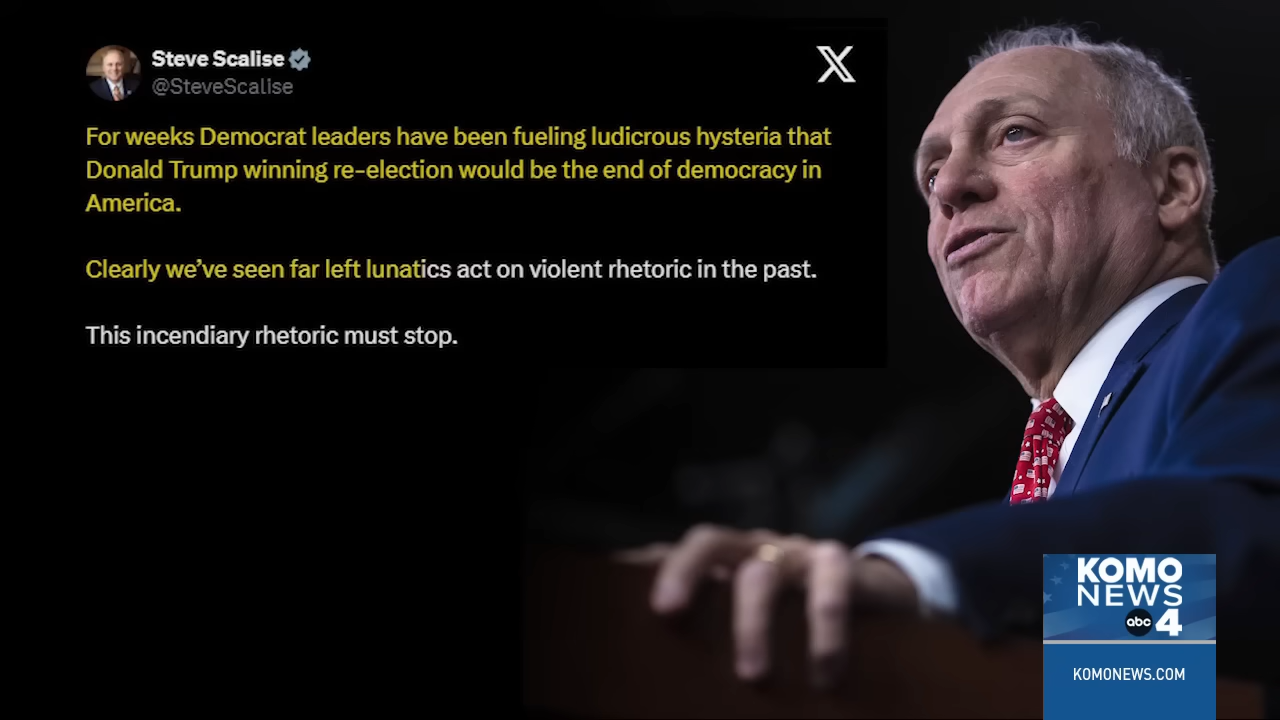 Steve Scalise
@SteveScalise
X
For weeks Democrat leaders have been fueling ludicrous hysteria that
Donald Trump winning re-election would be the end of democracy in
America.
Clearly we’ve seen far left lunatics act on violent rhetoric in the past.
This incendiary rhetoric must stop.
KOMO
NEWS
abc 4
KOMONEWS.COM